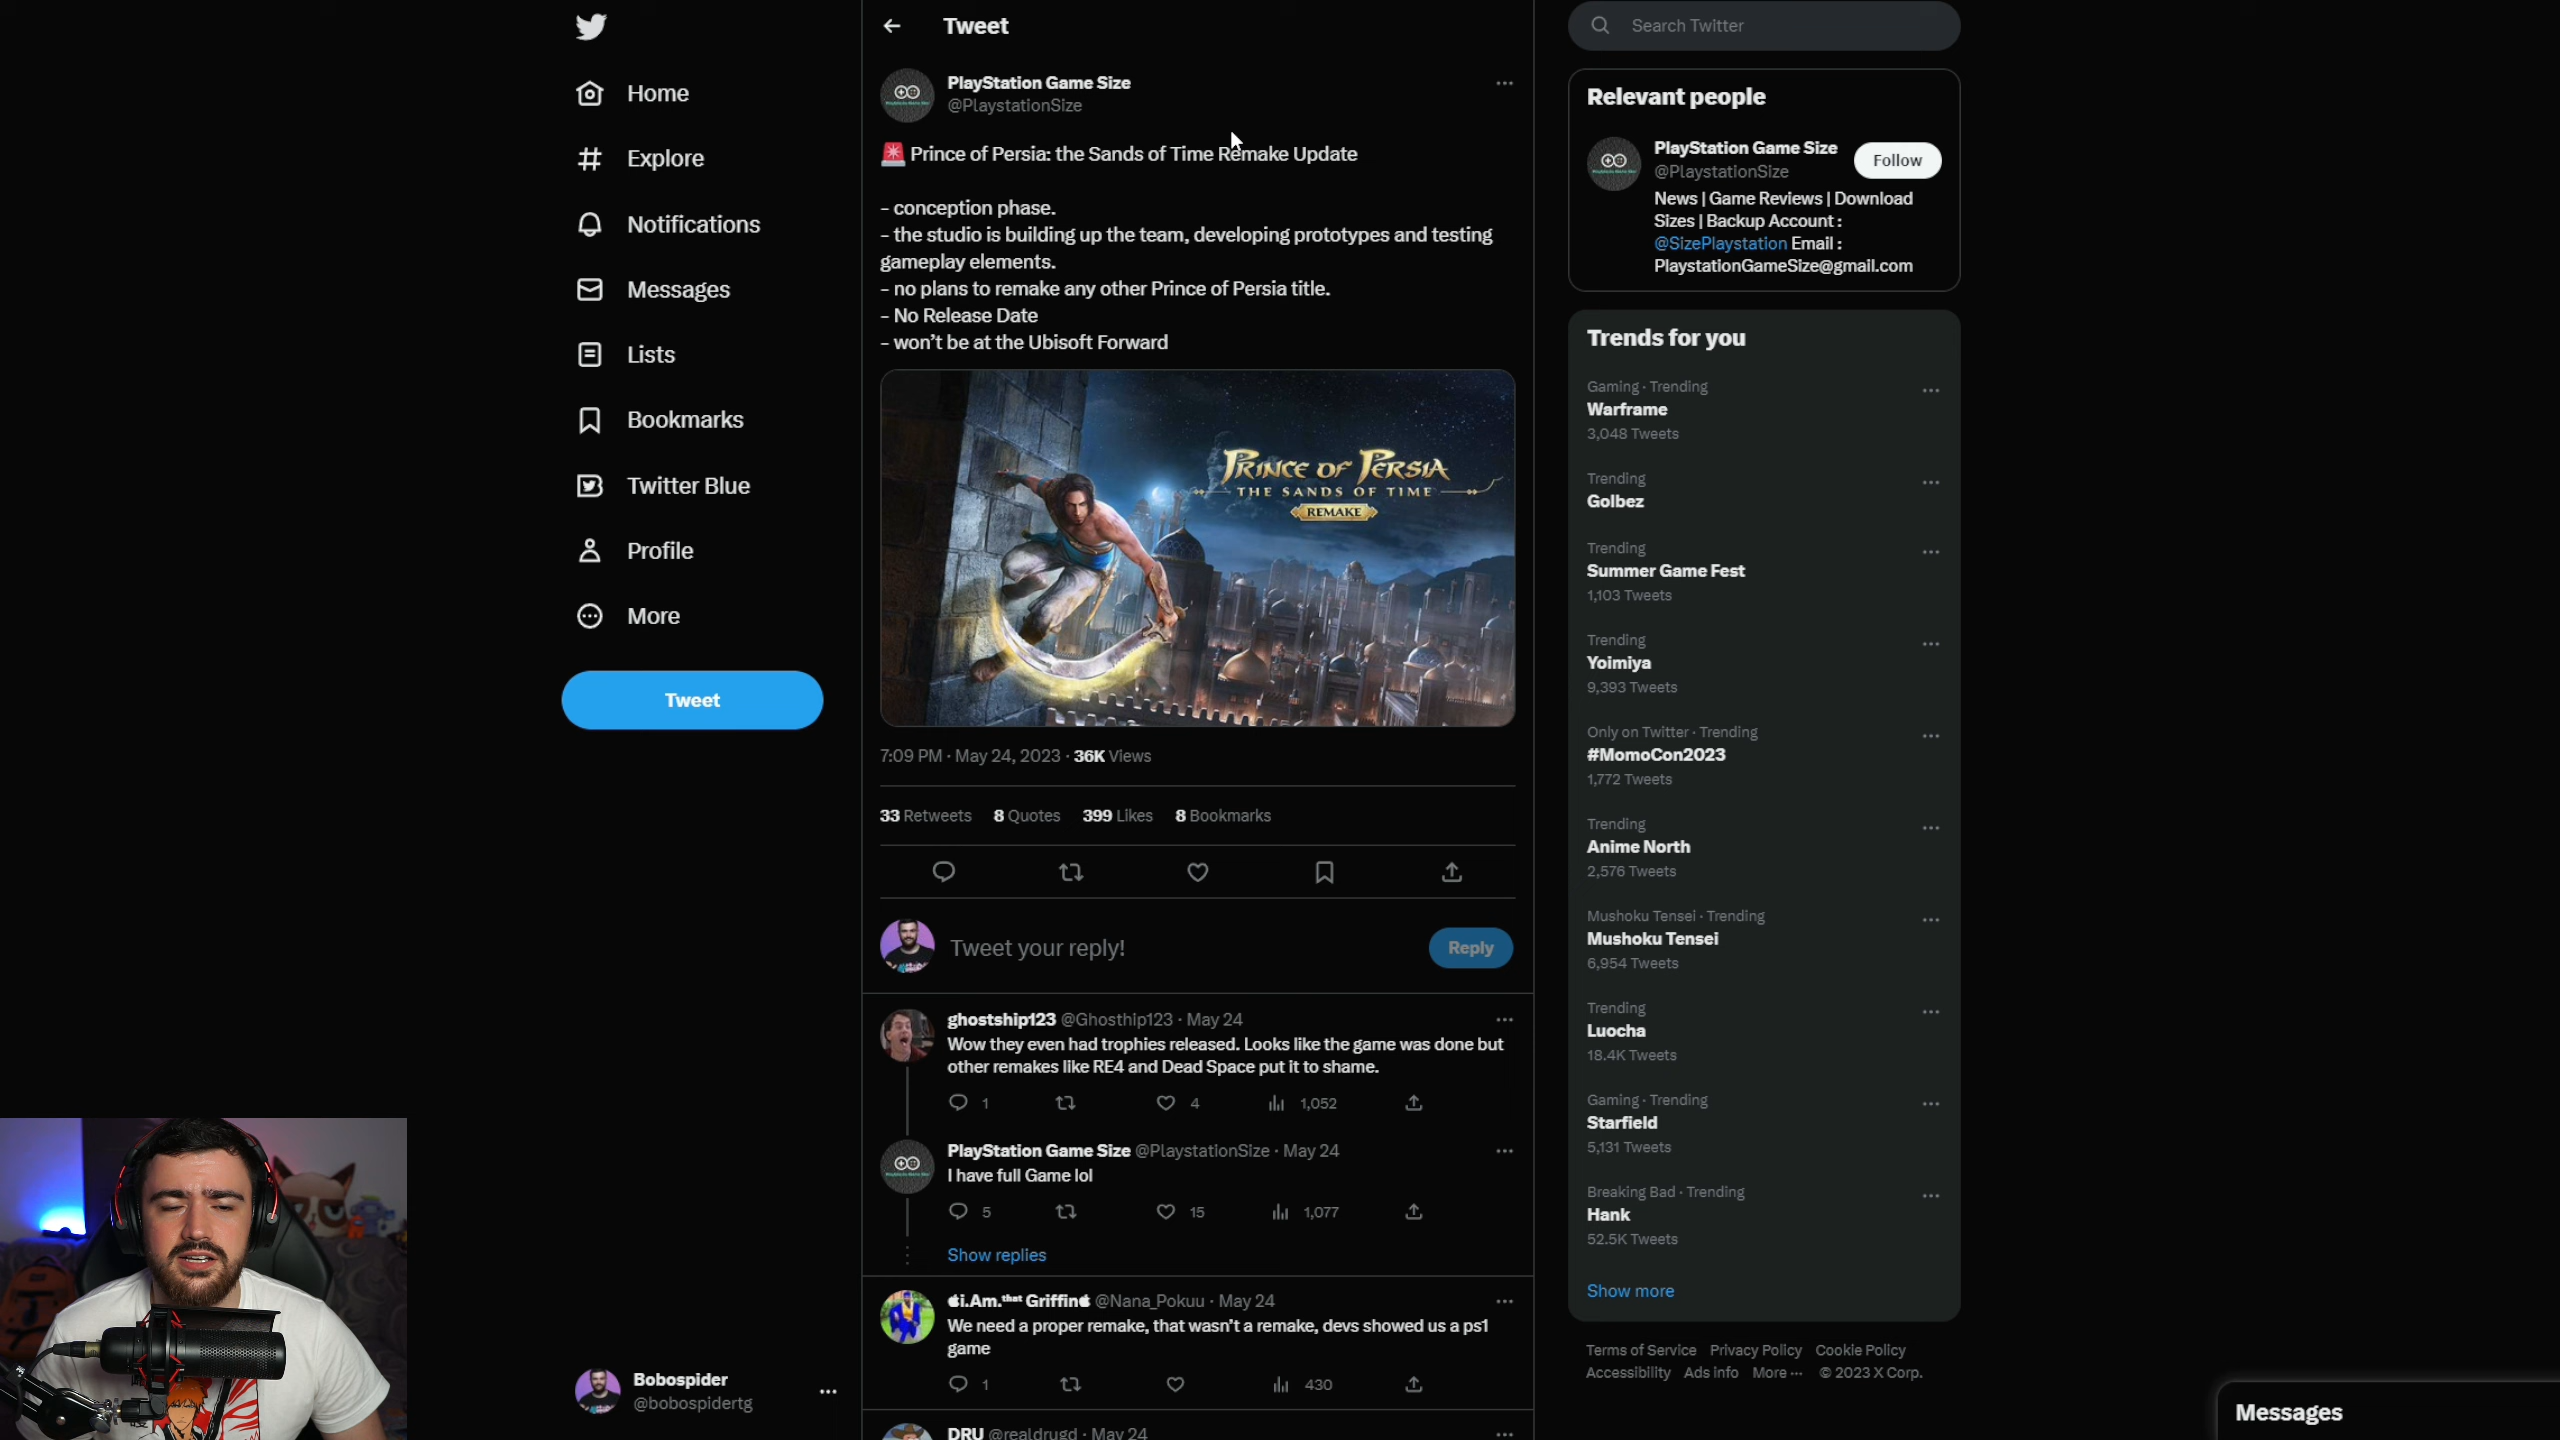 Home
Explore
Notifications
Messages
Lists
Bookmarks
Twitter Blue
Profile
More
Tweet
Bobospider
@bobospidertg
Tweet
PlayStation Game Size
@PlaystationSize
🚨 Prince of Persia: the Sands of Time Remake Update
- conception phase.
- the studio is building up the team, developing prototypes and testing
gameplay elements.
- no plans to remake any other Prince of Persia title.
- No Release Date
- won't be at the Ubisoft Forward
PRINCE OF PERSIA
THE SANDS OF TIME
REMAKE
7:09 PM · May 24, 2023 · 36K Views
33 Retweets 8 Quotes 399 Likes 8 Bookmarks
Tweet your reply!
Reply
ghostship123 @Ghosthip123 · May 24
Wow they even had trophies released. Looks like the game was done but
other remakes like RE4 and Dead Space put it to shame.
1 4 1,052
PlayStation Game Size @PlaystationSize · May 24
I have full Game lol
5 15 1,077
Show replies
i.Am.ᵗʰᵃᵗ Griffin @Nana_Pokuu · May 24
We need a proper remake, that wasn't a remake, devs showed us a ps1
game
1 430
DRU @realdrugd · May 24
Search Twitter
Relevant people
PlayStation Game Size
@PlaystationSize
Follow
News | Game Reviews | Download
Sizes | Backup Account :
@SizePlaystation Email :
PlaystationGameSize@gmail.com
Trends for you
Gaming · Trending
Warframe
3,048 Tweets
Trending
Golbez
Trending
Summer Game Fest
1,103 Tweets
Trending
Yoimiya
9,393 Tweets
Only on Twitter · Trending
#MomoCon2023
1,772 Tweets
Trending
Anime North
2,576 Tweets
Mushoku Tensei · Trending
Mushoku Tensei
6,954 Tweets
Trending
Luocha
18.4K Tweets
Gaming · Trending
Starfield
5,131 Tweets
Breaking Bad · Trending
Hank
52.5K Tweets
Show more
Terms of Service Privacy Policy Cookie Policy
Accessibility Ads info More ··· © 2023 X Corp.
Messages